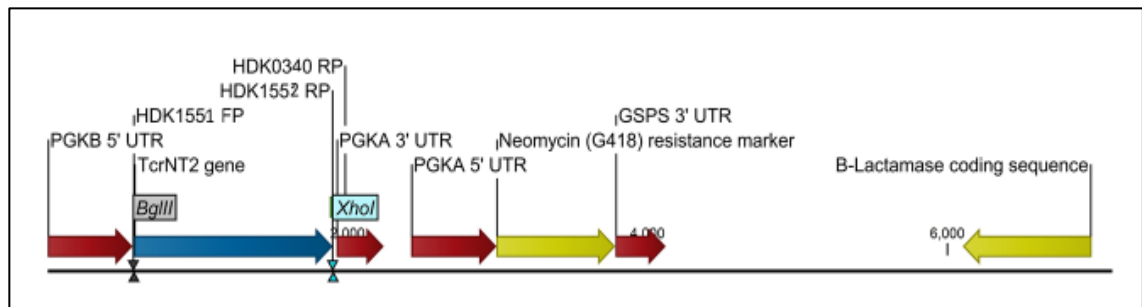 HDK0340 RP
HDK1552 RP
HDK1551 FP
GSPS 3' UTR
PGKB 5' UTR
PGKA 3' UTR
Neomycin (G418) resistance marker
TcrNT2 gene
PGKA 5' UTR
B-Lactamase coding sequence
BglII
XhoI
2,000
4,000
6,000